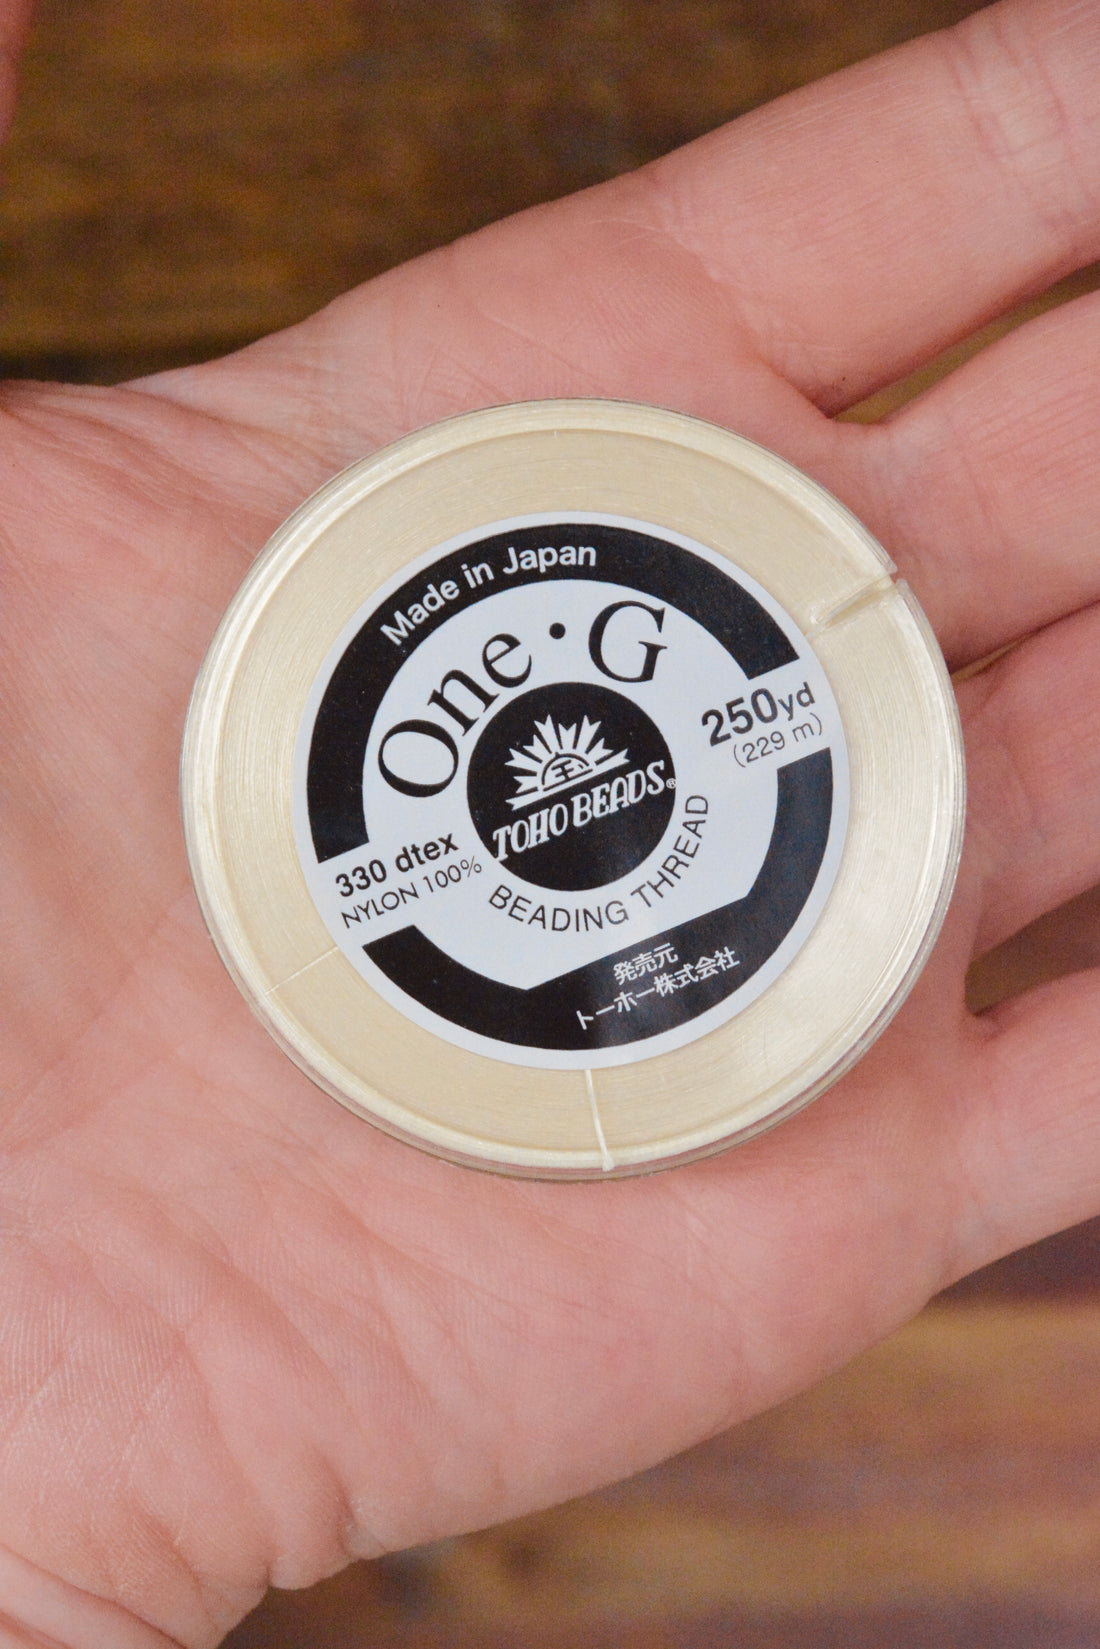 Made in Japan
One · G
250yd
(229 m)
玉
TOHO BEADS®
330 dtex
NYLON 100%
BEADING THREAD
発売元
トーホー株式会社